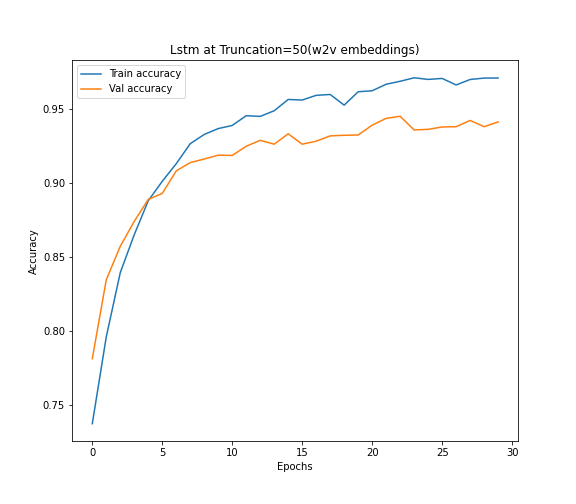 Lstm at Truncation=50(w2v embeddings)
Train accuracy
Val accuracy
0.95
0.90
0.85
0.80
0.75
Accuracy
0 5 10 15 20 25 30
Epochs